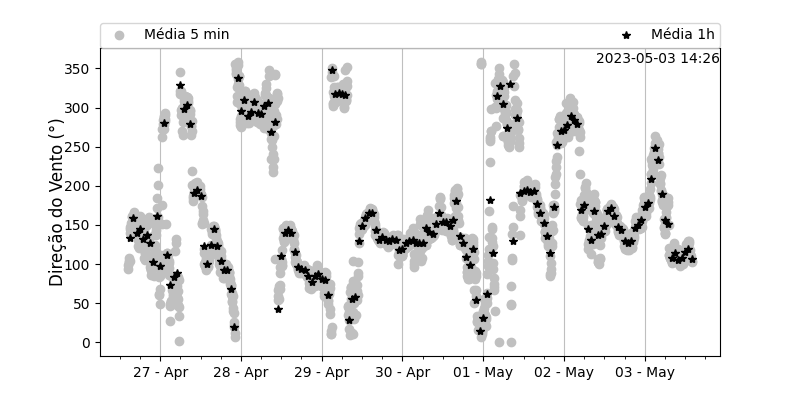 Média 5 min
Média 1h
2023-05-03 14:26
Direção do Vento (°)
350
300
250
200
150
100
50
0
27 - Apr
28 - Apr
29 - Apr
30 - Apr
01 - May
02 - May
03 - May